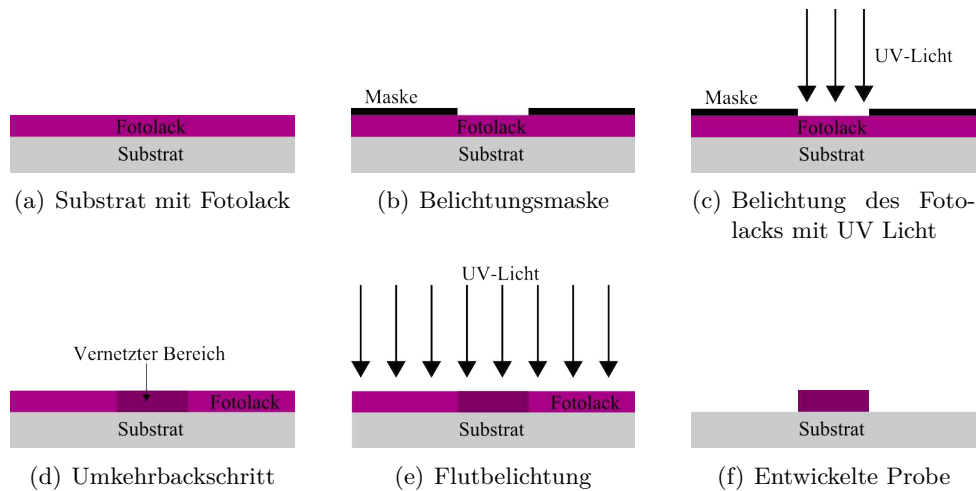 Fotolack
Substrat
(a) Substrat mit Fotolack
Maske
Fotolack
Substrat
(b) Belichtungsmaske
UV-Licht
Maske
Fotolack
Substrat
(c) Belichtung des Foto-
lacks mit UV Licht
Vernetzter Bereich
Fotolack
Substrat
(d) Umkehrbackschritt
UV-Licht
Fotolack
Substrat
(e) Flutbelichtung
Substrat
(f) Entwickelte Probe